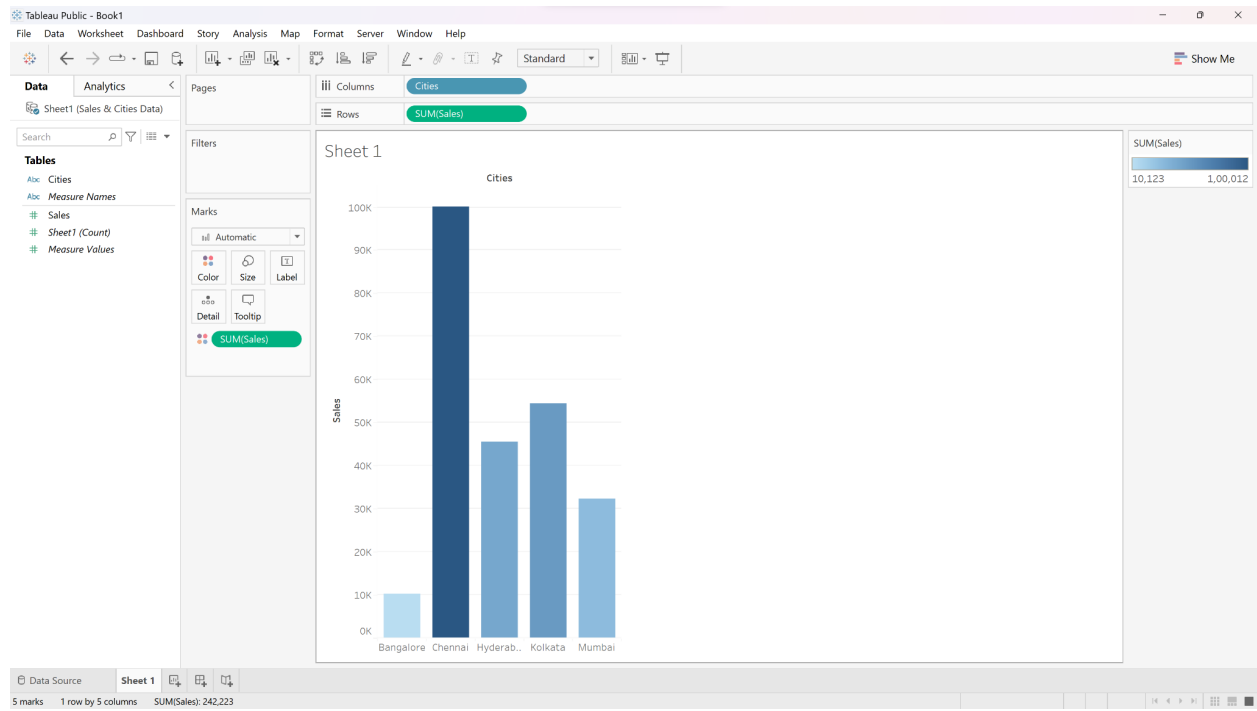 Tableau Public - Book1
File Data Worksheet Dashboard Story Analysis Map Format Server Window Help
Standard
Show Me
Data Analytics
Sheet1 (Sales & Cities Data)
Search
Tables
Abc Cities
Abc Measure Names
# Sales
# Sheet1 (Count)
# Measure Values
Pages
Filters
Marks
Automatic
Color Size Label
Detail Tooltip
SUM(Sales)
Columns Cities
Rows SUM(Sales)
Sheet 1
Cities
100K
90K
80K
70K
60K
50K
40K
30K
20K
10K
0K
Sales
Bangalore Chennai Hyderab.. Kolkata Mumbai
SUM(Sales)
10,123 1,00,012
Data Source Sheet 1
5 marks 1 row by 5 columns SUM(Sales): 242,223